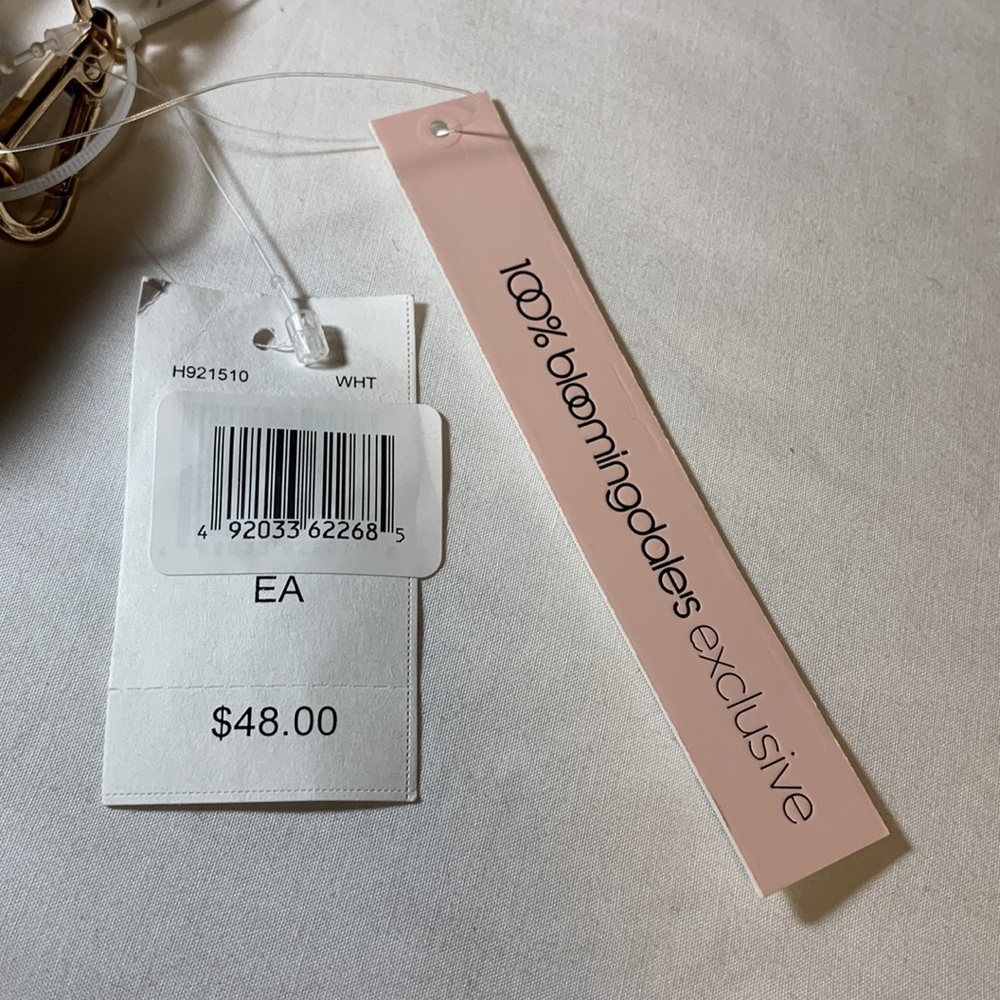 H921510 WHT
4 92033 62268 5
EA
$48.00
100% bloomingdale's exclusive